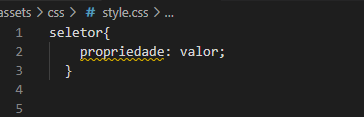 assets > css > # style.css > ...
1 seletor{
2 propriedade: valor;
3 }
4
5